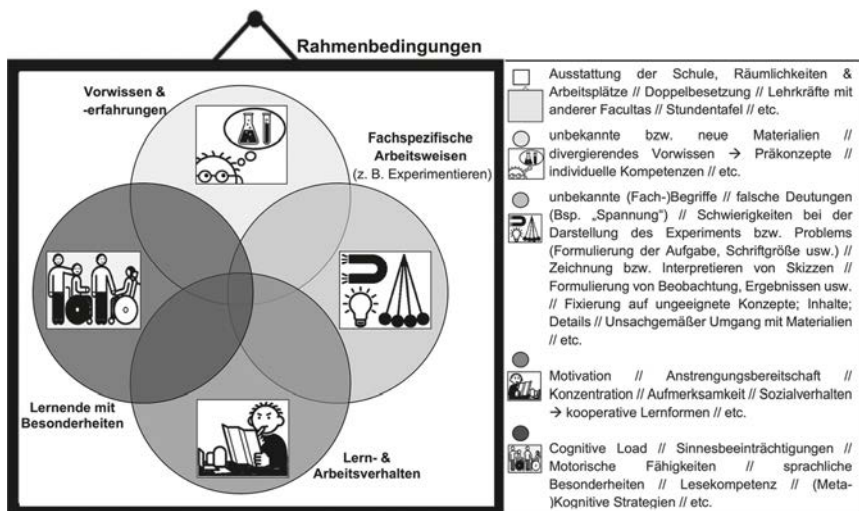 Rahmenbedingungen
Vorwissen &
-erfahrungen
Fachspezifische
Arbeitsweisen
(z. B. Experimentieren)
Lernende mit
Besonderheiten
Lern- &
Arbeitsverhalten
Ausstattung der Schule, Räumlichkeiten &
Arbeitsplätze // Doppelbesetzung // Lehrkräfte mit
anderer Facultas // Stundentafel // etc.
unbekannte bzw. neue Materialien //
divergierendes Vorwissen → Präkonzepte //
individuelle Kompetenzen // etc.
unbekannte (Fach-)Begriffe // falsche Deutungen
(Bsp. „Spannung“) // Schwierigkeiten bei der
Darstellung des Experiments bzw. Problems
(Formulierung der Aufgabe, Schriftgröße usw.) //
Zeichnung bzw. Interpretieren von Skizzen //
Formulierung von Beobachtung, Ergebnissen usw.
// Fixierung auf ungeeignete Konzepte; Inhalte;
Details // Unsachgemäßer Umgang mit Materialien
// etc.
Motivation // Anstrengungsbereitschaft //
Konzentration // Aufmerksamkeit // Sozialverhalten
→ kooperative Lernformen // etc.
Cognitive Load // Sinnesbeeinträchtigungen //
Motorische Fähigkeiten // sprachliche
Besonderheiten // Lesekompetenz // (Meta-
)Kognitive Strategien // etc.